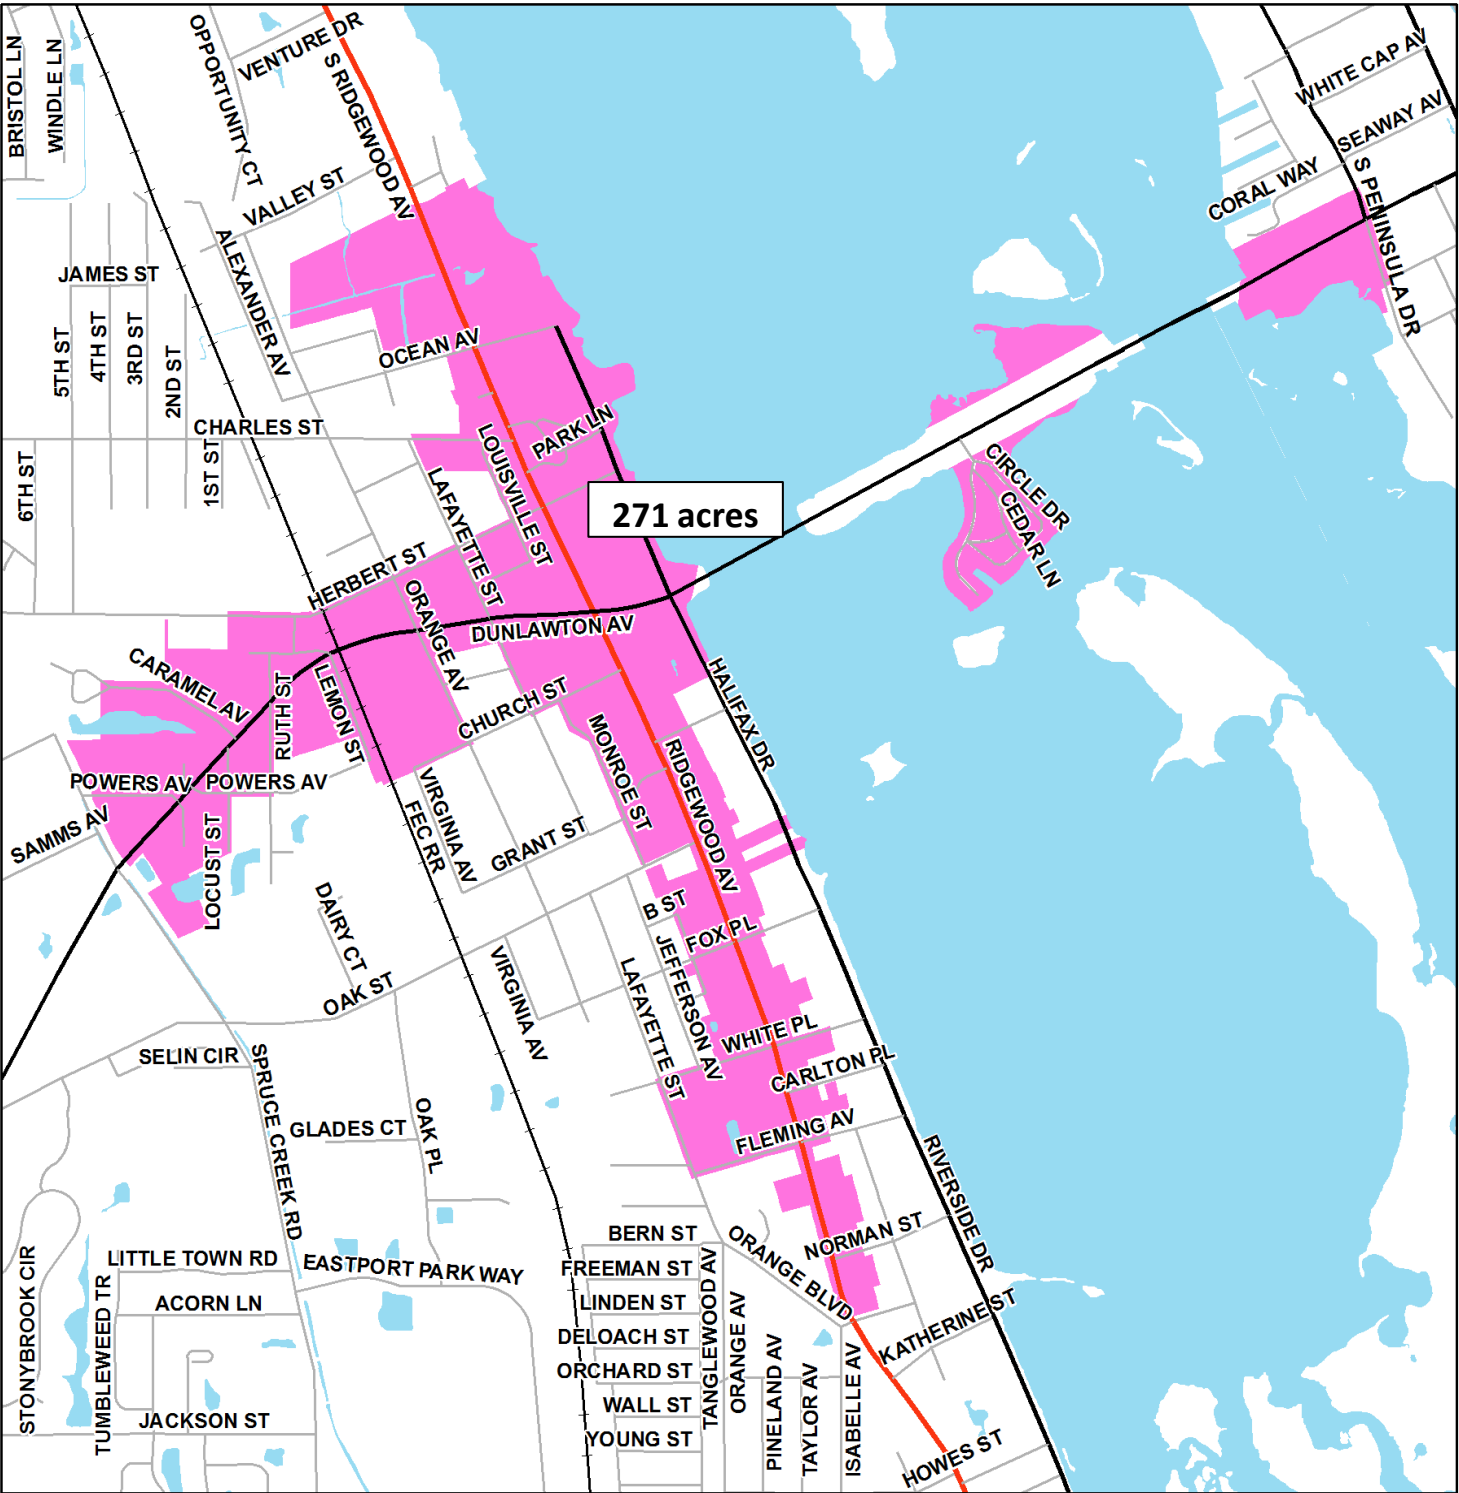 BRISTOL LN
WINDLE LN
OPPORTUNITY CT
VENTURE DR
S RIDGEWOOD AV
WHITE CAP AV
SEAWAY AV
CORAL WAY
S PENINSULA DR
VALLEY ST
ALEXANDER AV
JAMES ST
5TH ST
4TH ST
3RD ST
2ND ST
OCEAN AV
CHARLES ST
1ST ST
6TH ST
PARK LN
LOUISVILLE ST
LAFAYETTE ST
271 acres
CIRCLE DR
CEDAR LN
HERBERT ST
ORANGE AV
DUNLAWTON AV
CARAMEL AV
RUTH ST
LEMON ST
CHURCH ST
HALIFAX DR
MONROE ST
RIDGEWOOD AV
POWERS AV
POWERS AV
SAMMS AV
LOCUST ST
FEC RR
VIRGINIA AV
GRANT ST
B ST
FOX PL
DAIRY CT
OAK ST
VIRGINIA AV
LAFAYETTE ST
JEFFERSON AV
WHITE PL
CARLTON PL
SELIN CIR
SPRUCE CREEK RD
GLADES CT
OAK PL
FLEMING AV
RIVERSIDE DR
STONYBROOK CIR
TUMBLEWEED TR
LITTLE TOWN RD
EASTPORT PARK WAY
ACORN LN
JACKSON ST
BERN ST
FREEMAN ST
LINDEN ST
DELOACH ST
ORCHARD ST
WALL ST
YOUNG ST
TANGLEWOOD AV
ORANGE AV
ORANGE BLVD
NORMAN ST
KATHERINE ST
PINELAND AV
TAYLOR AV
ISABELLE AV
HOWES ST